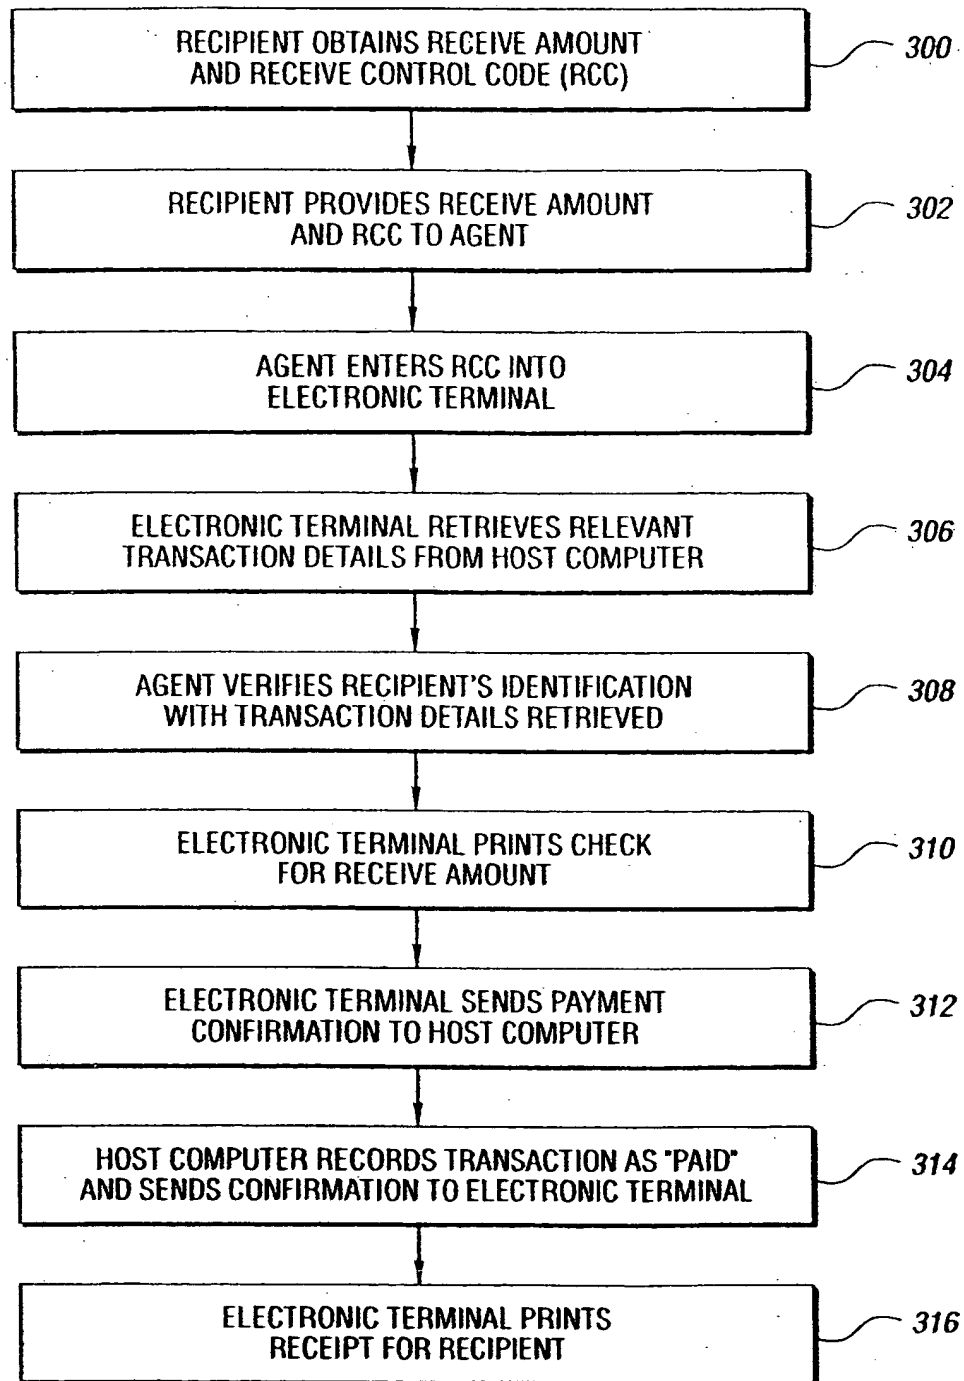 RECIPIENT OBTAINS RECEIVE AMOUNT
AND RECEIVE CONTROL CODE (RCC)
300
RECIPIENT PROVIDES RECEIVE AMOUNT
AND RCC TO AGENT
302
AGENT ENTERS RCC INTO
ELECTRONIC TERMINAL
304
ELECTRONIC TERMINAL RETRIEVES RELEVANT
TRANSACTION DETAILS FROM HOST COMPUTER
306
AGENT VERIFIES RECIPIENT'S IDENTIFICATION
WITH TRANSACTION DETAILS RETRIEVED
308
ELECTRONIC TERMINAL PRINTS CHECK
FOR RECEIVE AMOUNT
310
ELECTRONIC TERMINAL SENDS PAYMENT
CONFIRMATION TO HOST COMPUTER
312
HOST COMPUTER RECORDS TRANSACTION AS "PAID"
AND SENDS CONFIRMATION TO ELECTRONIC TERMINAL
314
ELECTRONIC TERMINAL PRINTS
RECEIPT FOR RECIPIENT
316